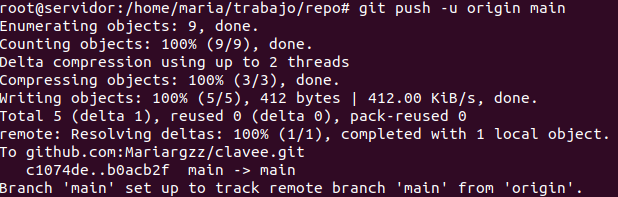 root@servidor:/home/maria/trabajo/repo# git push -u origin main
Enumerating objects: 9, done.
Counting objects: 100% (9/9), done.
Delta compression using up to 2 threads
Compressing objects: 100% (3/3), done.
Writing objects: 100% (5/5), 412 bytes | 412.00 KiB/s, done.
Total 5 (delta 1), reused 0 (delta 0), pack-reused 0
remote: Resolving deltas: 100% (1/1), completed with 1 local object.
To github.com:Mariargzz/clavee.git
   c1074de..b0acb2f  main -> main
Branch 'main' set up to track remote branch 'main' from 'origin'.